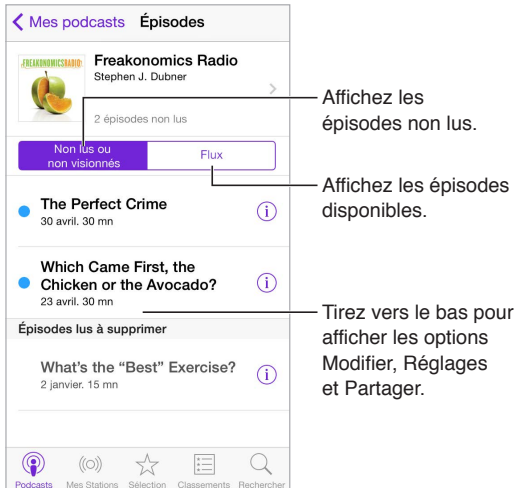 Mes podcasts Épisodes
FREAKONOMICSRADIO
Freakonomics Radio
Stephen J. Dubner
2 épisodes non lus
Non lus ou
non visionnés
Flux
The Perfect Crime
30 avril. 30 mn
Which Came First, the
Chicken or the Avocado?
23 avril. 30 mn
Épisodes lus à supprimer
What's the “Best” Exercise?
2 janvier. 15 mn
Podcasts Mes Stations Sélection Classements Rechercher
Affichez les
épisodes non lus.
Affichez les épisodes
disponibles.
Tirez vers le bas pour
afficher les options
Modifier, Réglages
et Partager.